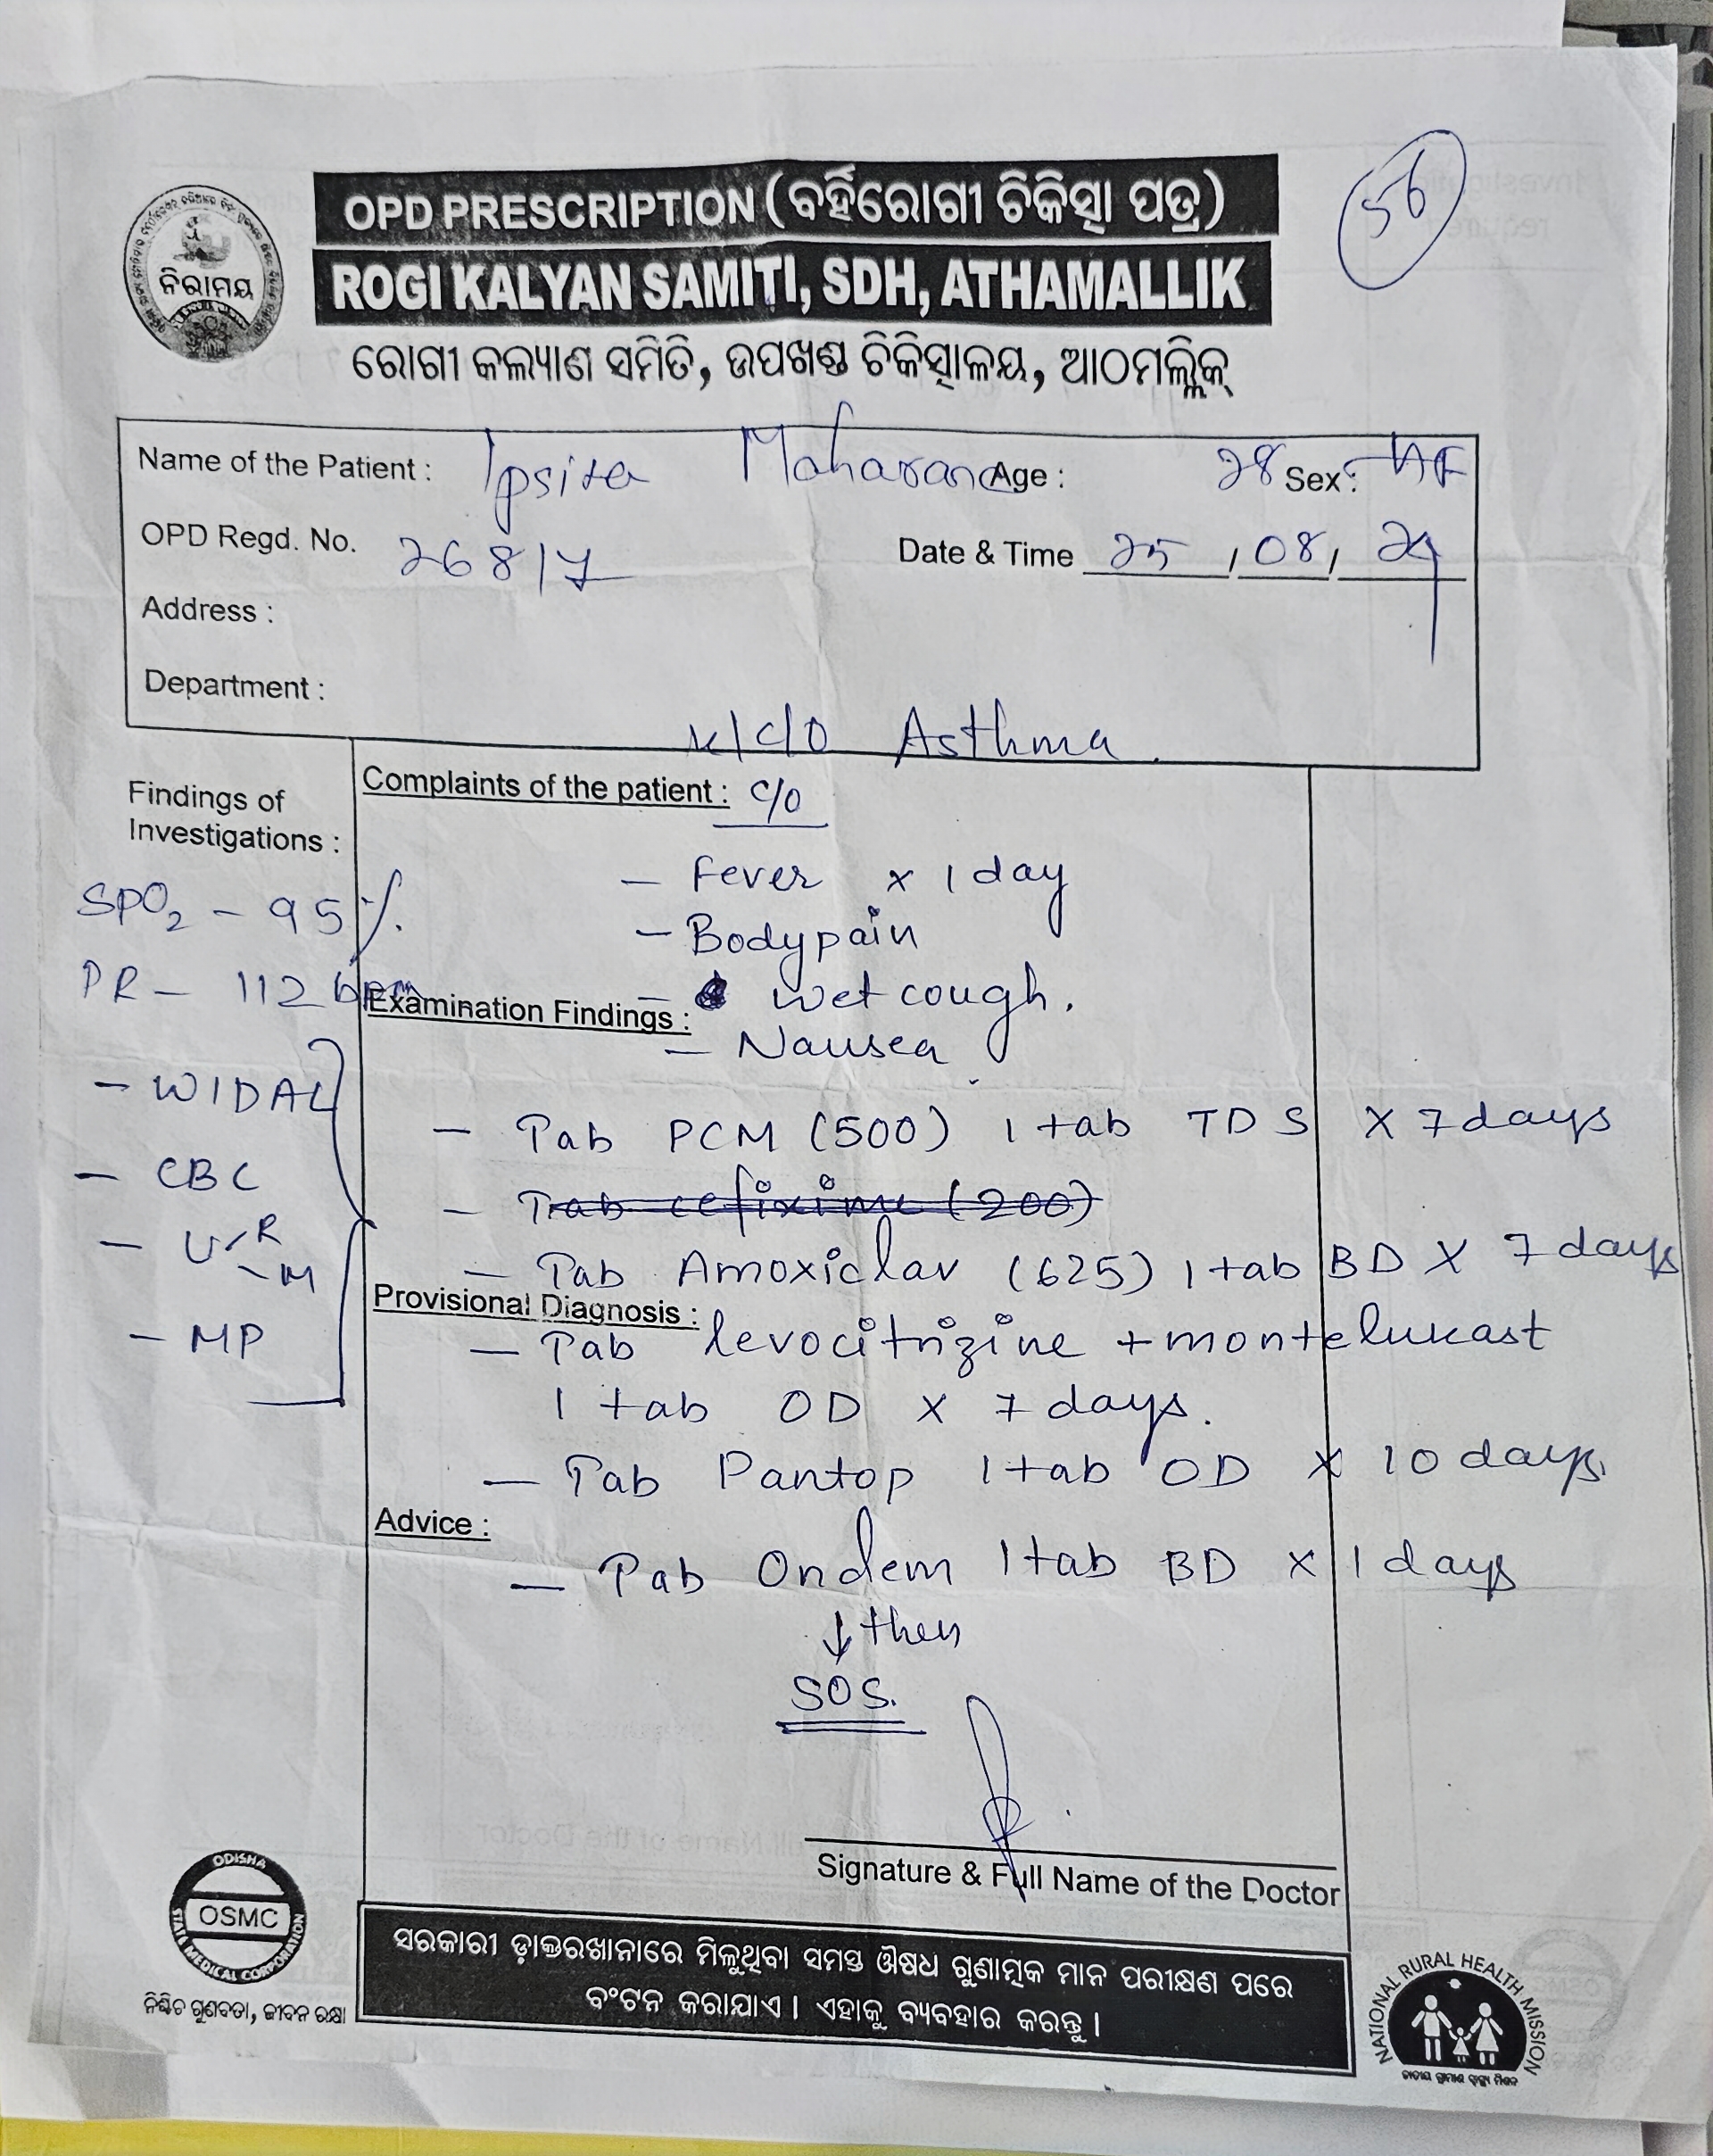 56
OPD PRESCRIPTION (ବର୍ହିରୋଗୀ ଚିକିତ୍ସା ପତ୍ର)
ନିରାମୟ
ROGI KALYAN SAMITI, SDH, ATHAMALLIK
ରୋଗୀ କଲ୍ୟାଣ ସମିତି, ଉପଖଣ୍ଡ ଚିକିତ୍ସାଳୟ, ଆଠମଲ୍ଲିକ୍
Name of the Patient : Ipsita Maharana Age : 28 Sex : F
OPD Regd. No. 26817 Date & Time 25 / 08 / 24
Address :
Department :
K/C/O Asthma
Findings of
Investigations :
SPO2 - 95%
PR - 112 bpm
- WIDAL
- CBC
- U R
M
- MP
Complaints of the patient : C/O
- Fever x 1 day
- Bodypain
- wet cough.
Examination Findings :
- Nausea
- Tab PCM (500) 1 tab TDS x 7 days
- Tab cefixime (200)
- Tab Amoxiclav (625) 1 tab BD x 7 days
Provisional Diagnosis :
- Tab levocitrizine + montelukast
1 tab OD x 7 days.
- Tab Pantop 1 tab OD x 10 days.
Advice :
- Tab Ondem 1 tab BD x 1 days
↓ then
SOS.
Signature & Full Name of the Doctor
ODISHA
OSMC
STATE MEDICAL CORPORATION
ନିଶ୍ଚିତ ଗୁଣବତା, ଜୀବନ ରକ୍ଷା
ସରକାରୀ ଡ଼ାକ୍ତରଖାନାରେ ମିଳୁଥିବା ସମସ୍ତ ଔଷଧ ଗୁଣାତ୍ମକ ମାନ ପରୀକ୍ଷଣ ପରେ
ବଂଟନ କରାଯାଏ । ଏହାକୁ ବ୍ୟବହାର କରନ୍ତୁ ।
NATIONAL RURAL HEALTH MISSION
ଜାତୀୟ ଗ୍ରାମୀଣ ସ୍ୱାସ୍ଥ୍ୟ ମିଶନ